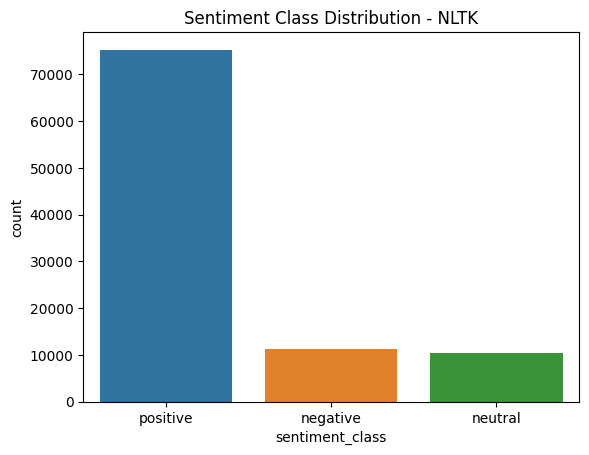 Sentiment Class Distribution - NLTK
70000
60000
50000
40000
30000
20000
10000
0
count
positive negative neutral
sentiment_class